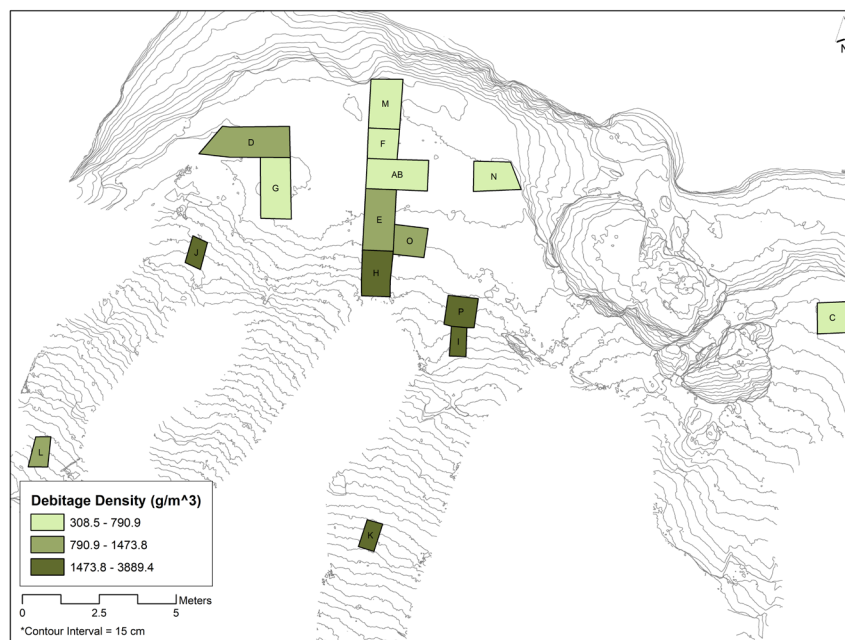 N
M
D
F
AB
N
G
E
O
J
H
P
C
I
L
K
Debitage Density (g/m^3)
308.5 - 790.9
790.9 - 1473.8
1473.8 - 3889.4
Meters
0 2.5 5
*Contour Interval = 15 cm